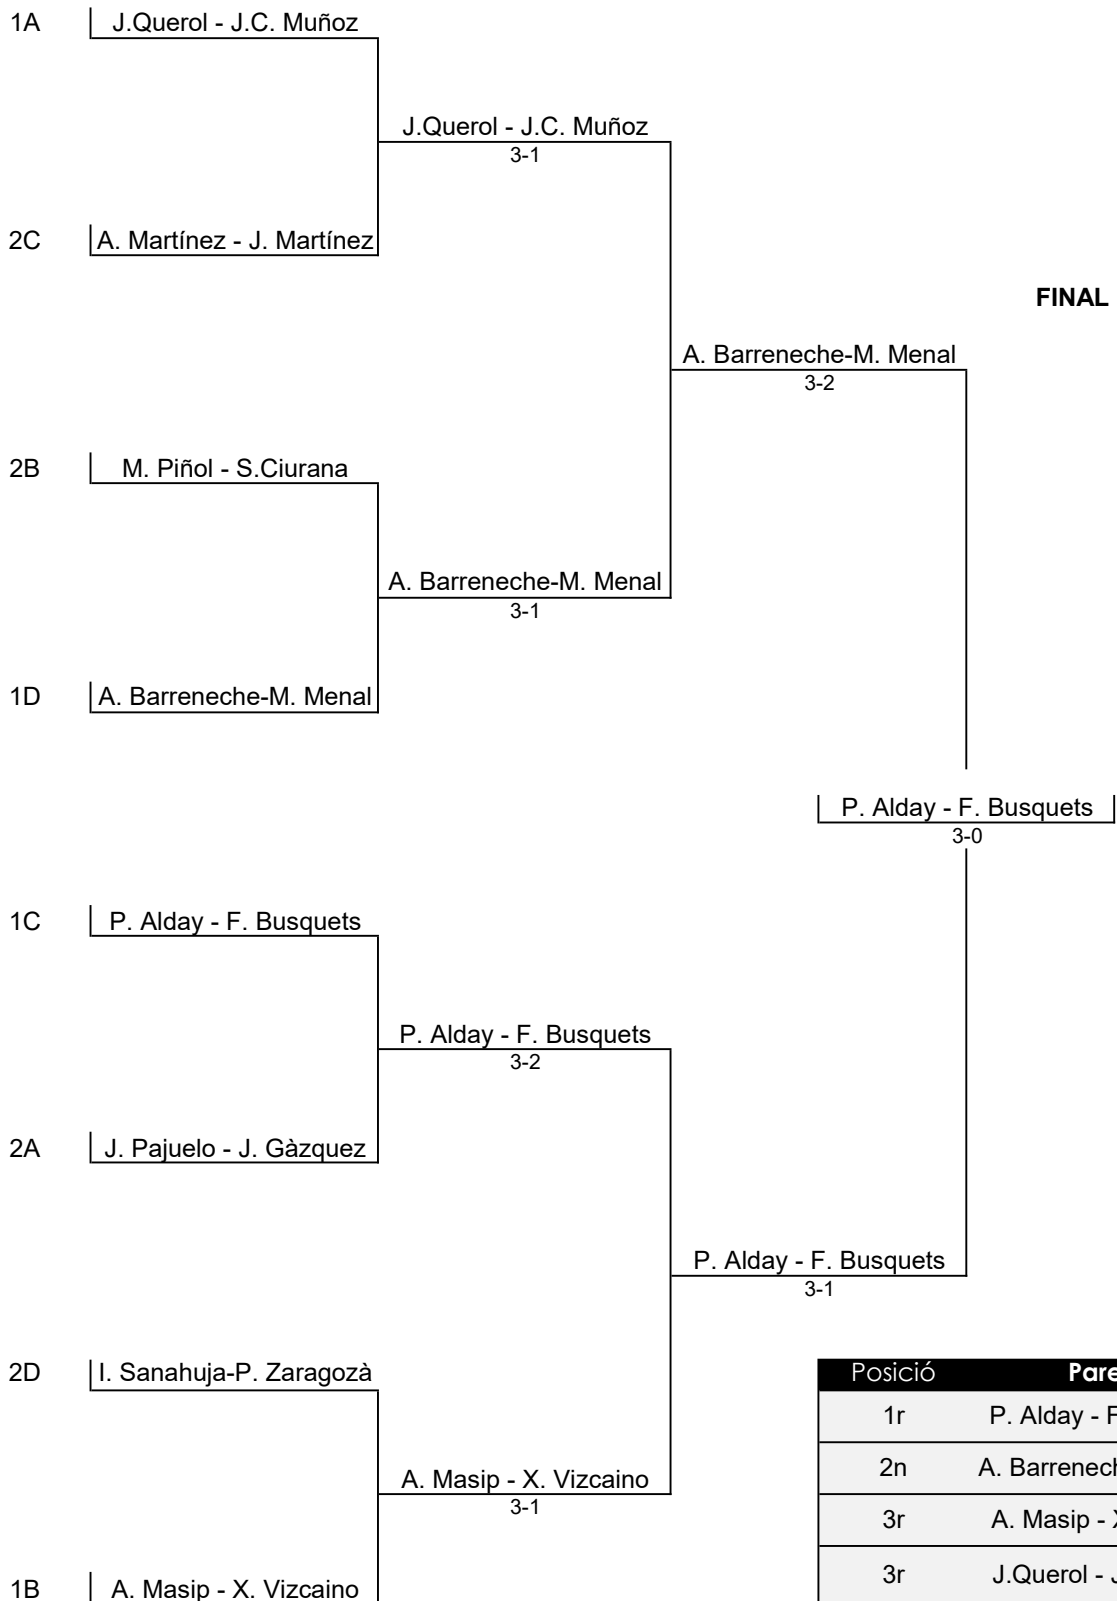 1A J.Querol - J.C. Muñoz
J.Querol - J.C. Muñoz
3-1
2C A. Martínez - J. Martínez
FINAL
A. Barreneche-M. Menal
3-2
2B M. Piñol - S.Ciurana
A. Barreneche-M. Menal
3-1
1D A. Barreneche-M. Menal
P. Alday - F. Busquets
3-0
1C P. Alday - F. Busquets
P. Alday - F. Busquets
3-2
2A J. Pajuelo - J. Gàzquez
P. Alday - F. Busquets
3-1
2D I. Sanahuja-P. Zaragozà
A. Masip - X. Vizcaino
3-1
1B A. Masip - X. Vizcaino
Posició
1r P. Alday -
2n A.
3r A. Masip -
3r J.Querol -